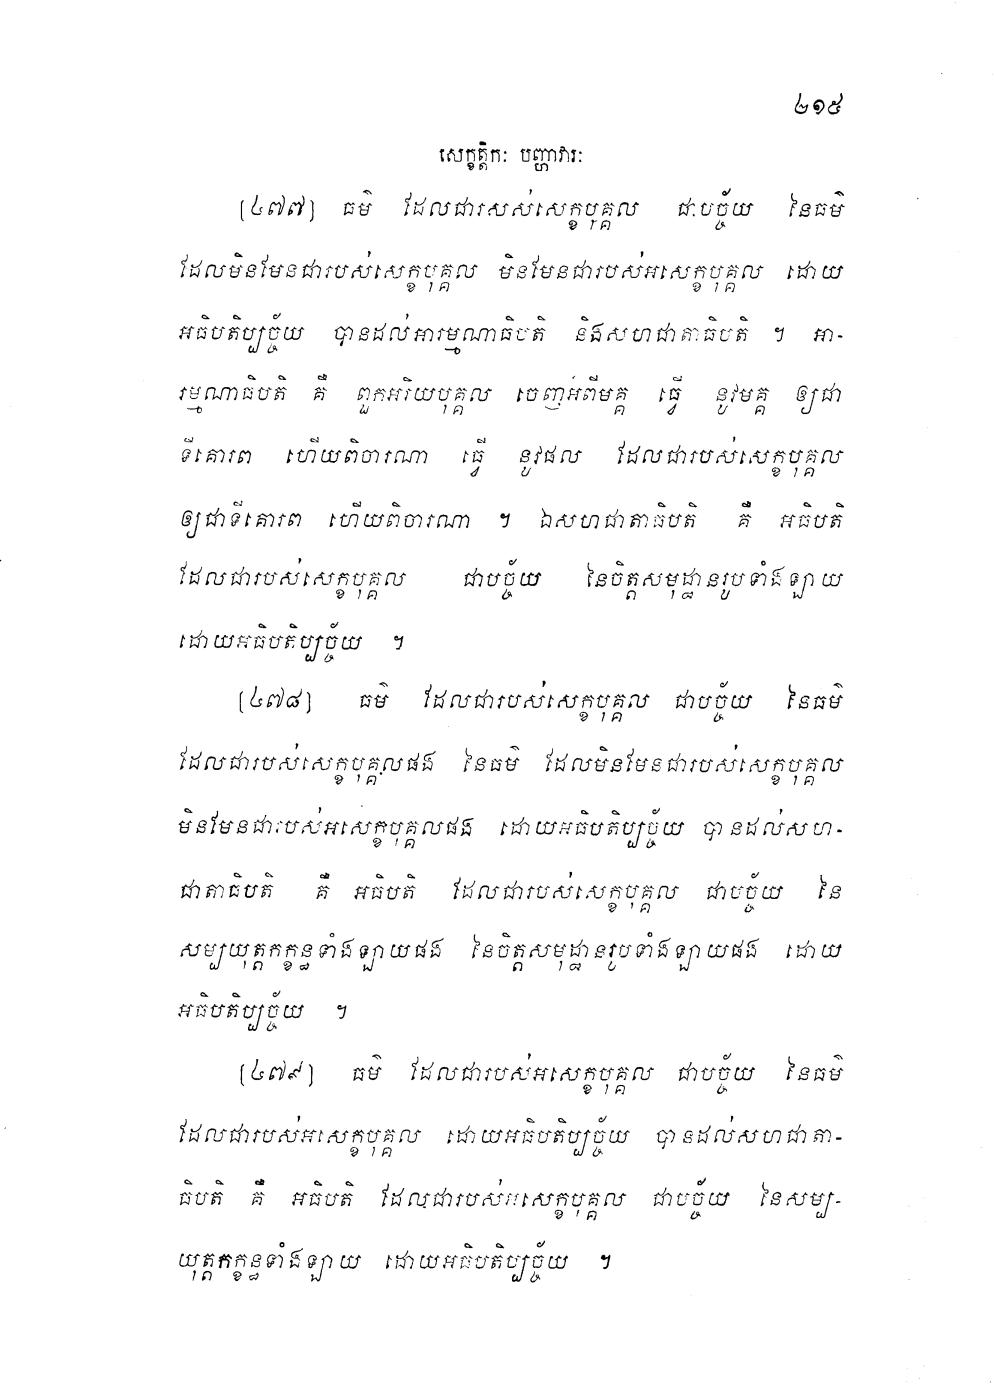 ២១៥
សេក្ខត្តិកៈ បញ្ហាវារៈ
(៤៧៧) ធម៌ ដែលជារបស់សេក្ខបុគ្គល ជាបច្ច័យ នៃធម៌
ដែលមិនមែនជារបស់សេក្ខបុគ្គល មិនមែនជារបស់អសេក្ខបុគ្គល ដោយ
អធិបតិប្បច្ច័យ បានដល់អារម្មណាធិបតិ និងសហជាតាធិបតិ ។ អា-
រម្មណាធិបតិ គឺ ពួកអរិយបុគ្គល ចេញអំពីមគ្គ ធ្វើ នូវមគ្គ ឲ្យជា
ទីគោរព ហើយពិចារណា ធ្វើ នូវផល ដែលជារបស់សេក្ខបុគ្គល
ឲ្យជាទីគោរព ហើយពិចារណា ។ ឯសហជាតាធិបតិ គឺ អធិបតិ
ដែលជារបស់សេក្ខបុគ្គល ជាបច្ច័យ នៃចិត្តសមុដ្ឋានរូបទាំងឡាយ
ដោយអធិបតិប្បច្ច័យ ។
(៤៧៨) ធម៌ ដែលជារបស់សេក្ខបុគ្គល ជាបច្ច័យ នៃធម៌
ដែលជារបស់សេក្ខបុគ្គលផង នៃធម៌ ដែលមិនមែនជារបស់សេក្ខបុគ្គល
មិនមែនជារបស់អសេក្ខបុគ្គលផង ដោយអធិបតិប្បច្ច័យ បានដល់សហ-
ជាតាធិបតិ គឺ អធិបតិ ដែលជារបស់សេក្ខបុគ្គល ជាបច្ច័យ នៃ
សម្បយុត្តកក្ខន្ធទាំងឡាយផង នៃចិត្តសមុដ្ឋានរូបទាំងឡាយផង ដោយ
អធិបតិប្បច្ច័យ ។
(៤៧៩) ធម៌ ដែលជារបស់អសេក្ខបុគ្គល ជាបច្ច័យ នៃធម៌
ដែលជារបស់អសេក្ខបុគ្គល ដោយអធិបតិប្បច្ច័យ បានដល់សហជាតា-
ធិបតិ គឺ អធិបតិ ដែលជារបស់អសេក្ខបុគ្គល ជាបច្ច័យ នៃសម្ប-
យុត្តកក្ខន្ធទាំងឡាយ ដោយអធិបតិប្បច្ច័យ ។